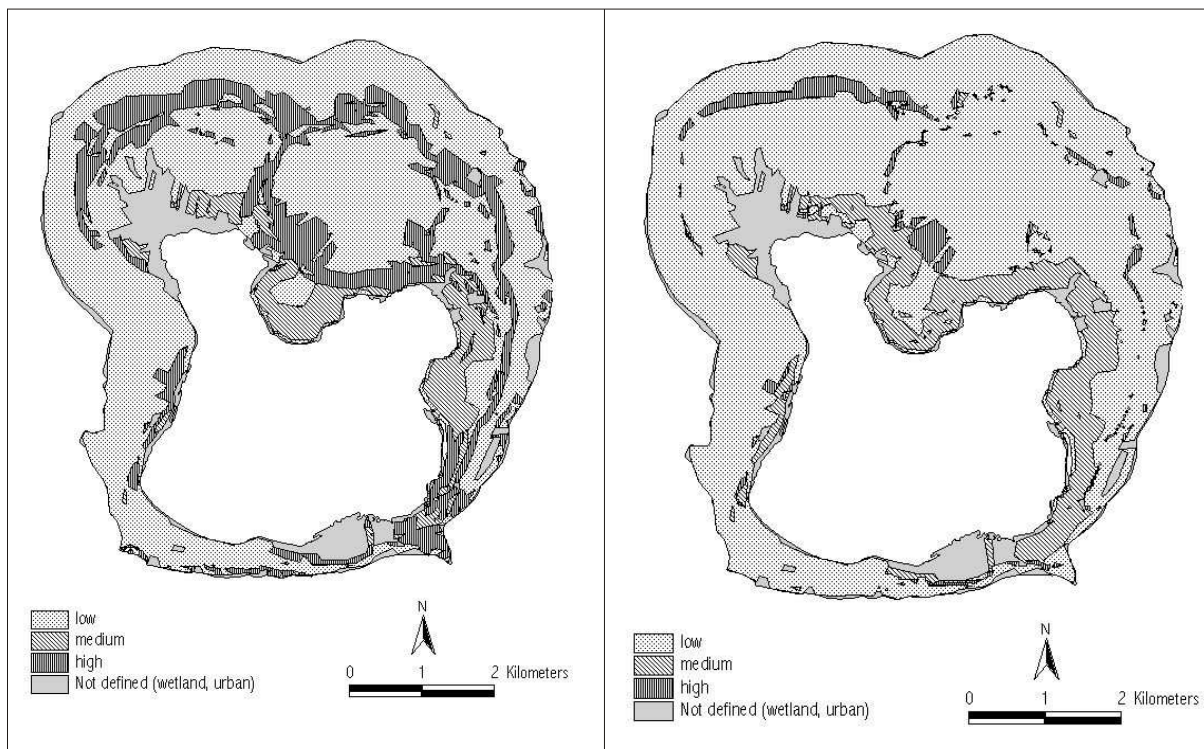 low
medium
high
Not defined (wetland, urban)
N
0 1 2 Kilometers
low
medium
high
Not defined (wetland, urban)
N
0 1 2 Kilometers